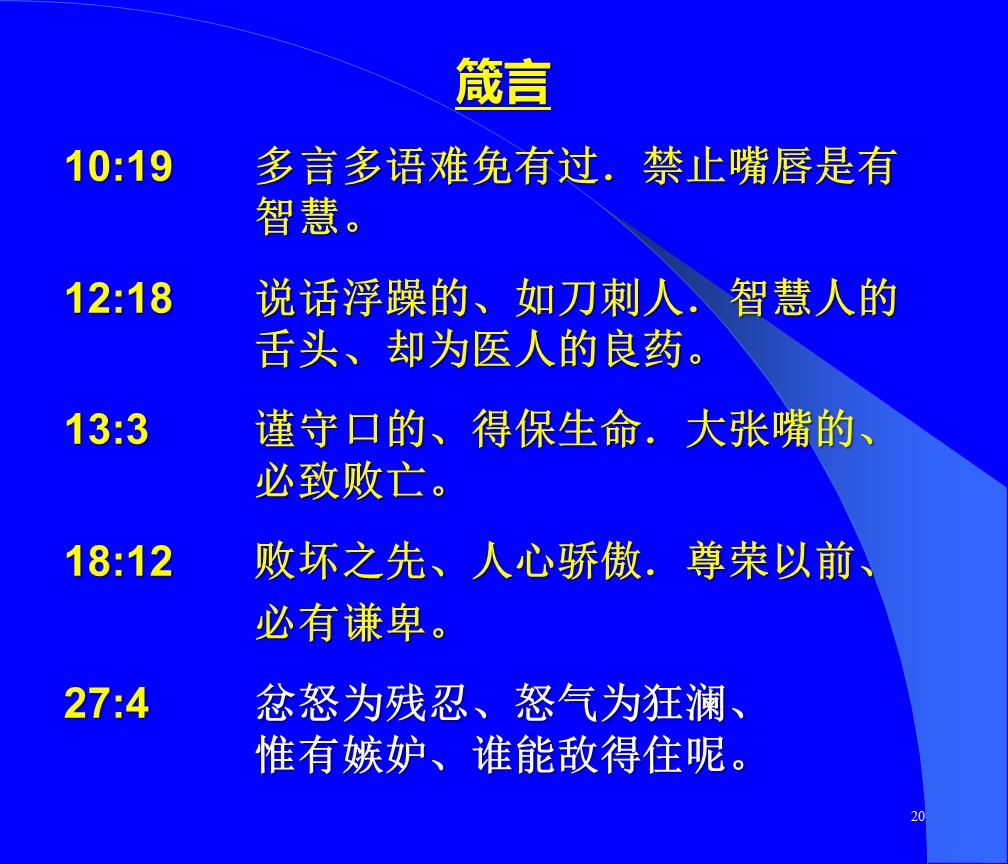 箴言
10:19 多言多语难免有过．禁止嘴唇是有
智慧。
12:18 说话浮躁的、如刀刺人．智慧人的
舌头、却为医人的良药。
13:3 谨守口的、得保生命．大张嘴的、
必致败亡。
18:12 败坏之先、人心骄傲．尊荣以前、
必有谦卑。
27:4 忿怒为残忍、怒气为狂澜、
惟有嫉妒、谁能敌得住呢。
20